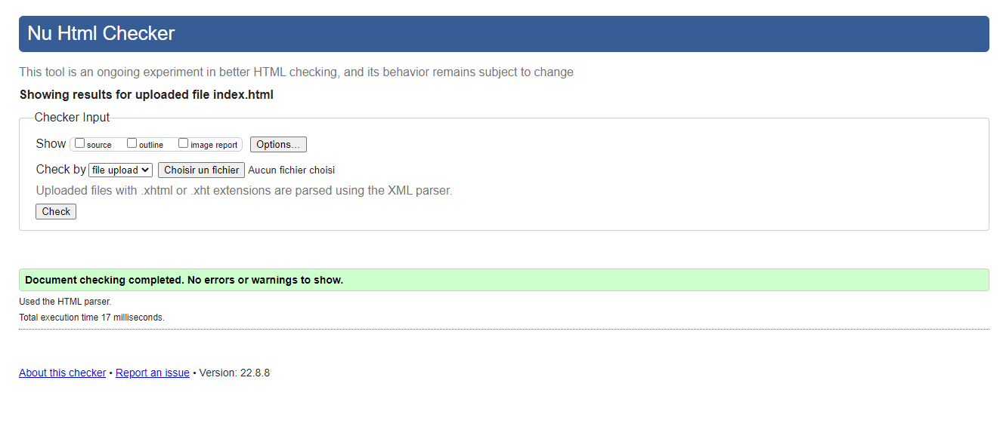 Nu Html Checker
This tool is an ongoing experiment in better HTML checking, and its behavior remains subject to change
Showing results for uploaded file index.html
Checker Input
Show source outline image report Options...
Check by file upload Choisir un fichier Aucun fichier choisi
Uploaded files with .xhtml or .xht extensions are parsed using the XML parser.
Check
Document checking completed. No errors or warnings to show.
Used the HTML parser.
Total execution time 17 milliseconds.
About this checker • Report an issue • Version: 22.8.8